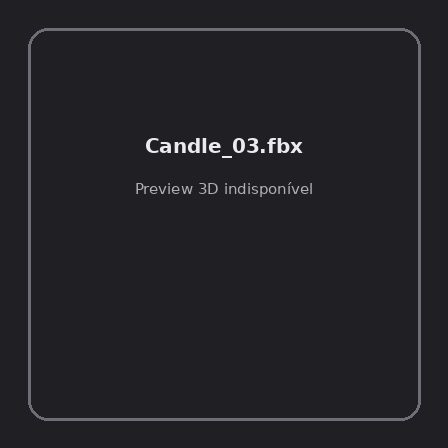 Candle_03.fbx
Preview 3D indisponível